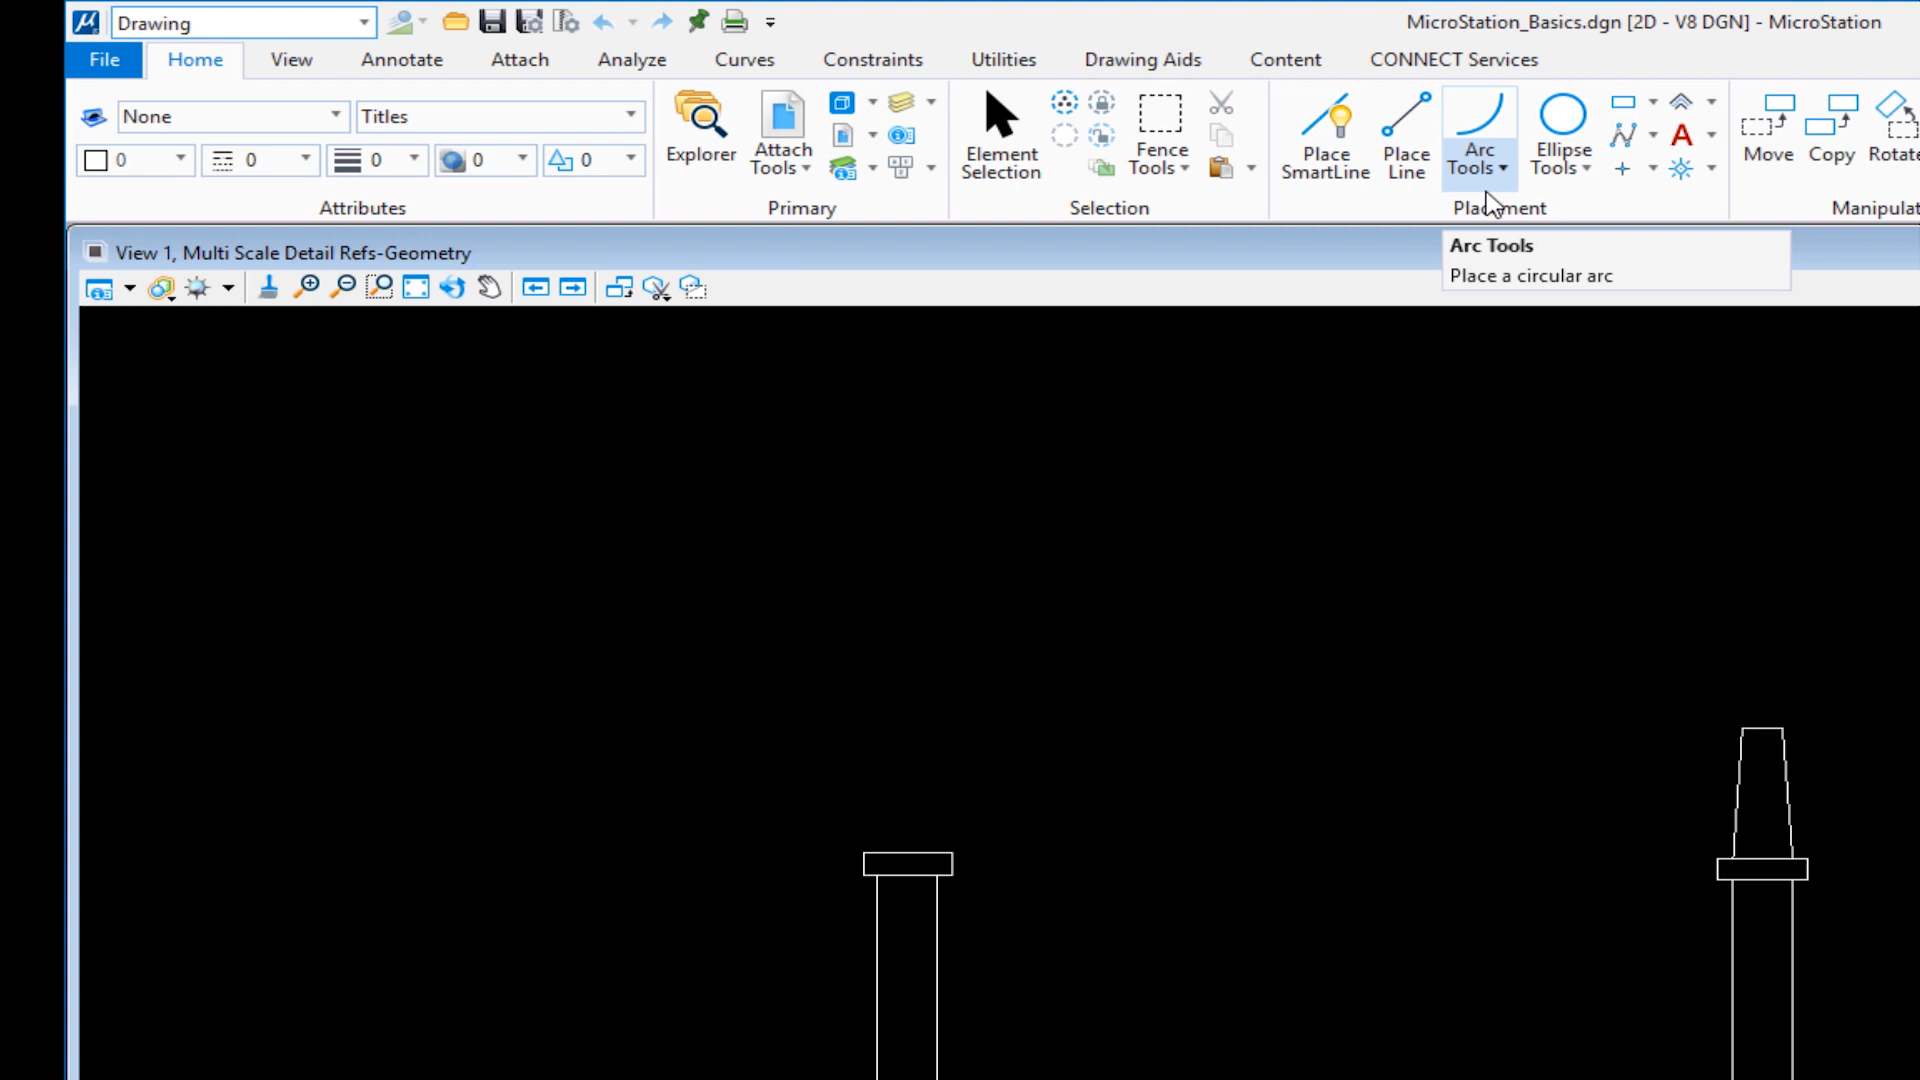 Drawing
MicroStation_Basics.dgn [2D - V8 DGN] - MicroStation
File Home View Annotate Attach Analyze Curves Constraints Utilities Drawing Aids Content CONNECT Services
None Titles
0 0 0 0 0
Attributes
Explorer
Attach
Tools
Primary
Element
Selection
Fence
Tools
Selection
Place
SmartLine
Place
Line
Arc
Tools
Ellipse
Tools
Placement
Move Copy Rotate
Manipulat
View 1, Multi Scale Detail Refs-Geometry
Arc Tools
Place a circular arc